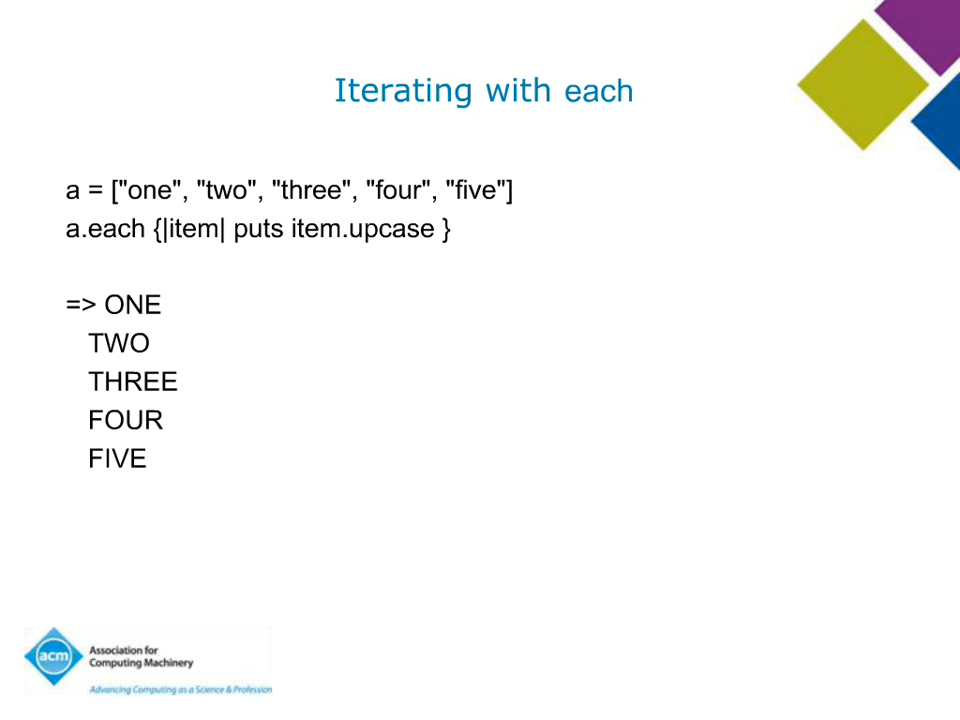 Iterating with each
a = ["one", "two", "three", "four", "five"]
a.each {|item| puts item.upcase }
=> ONE
TWO
THREE
FOUR
FIVE
acm
Association for
Computing Machinery
Advancing Computing as a Science & Profession